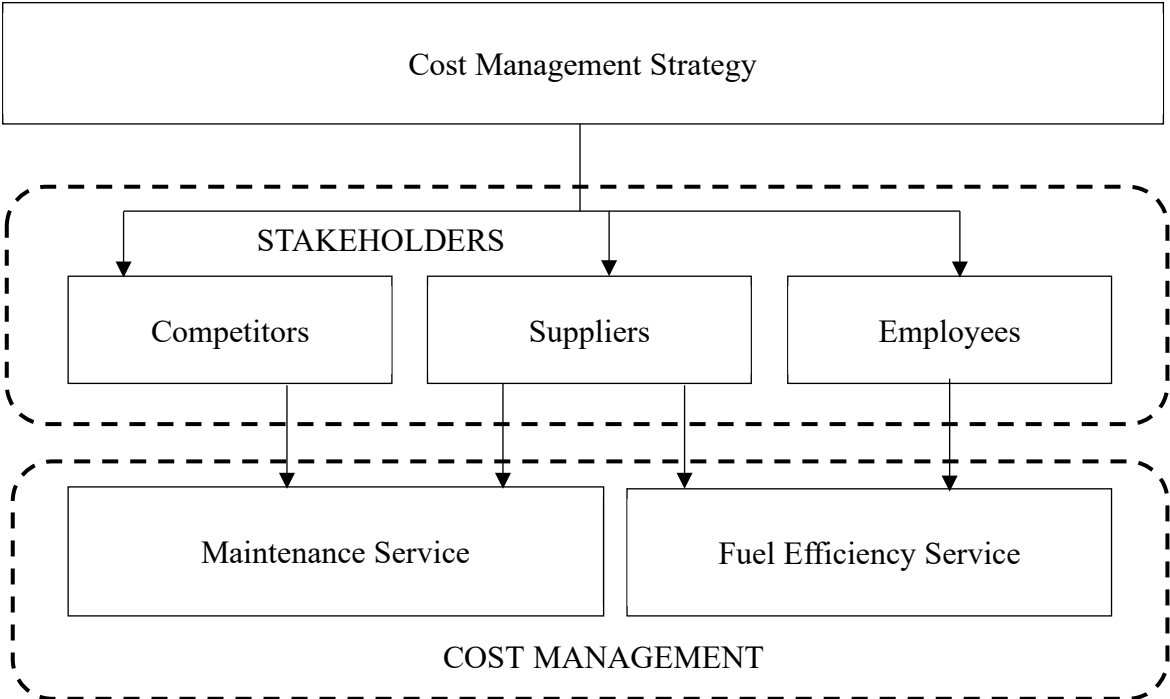 Cost Management Strategy
STAKEHOLDERS
Competitors
Suppliers
Employees
Maintenance Service
Fuel Efficiency Service
COST MANAGEMENT